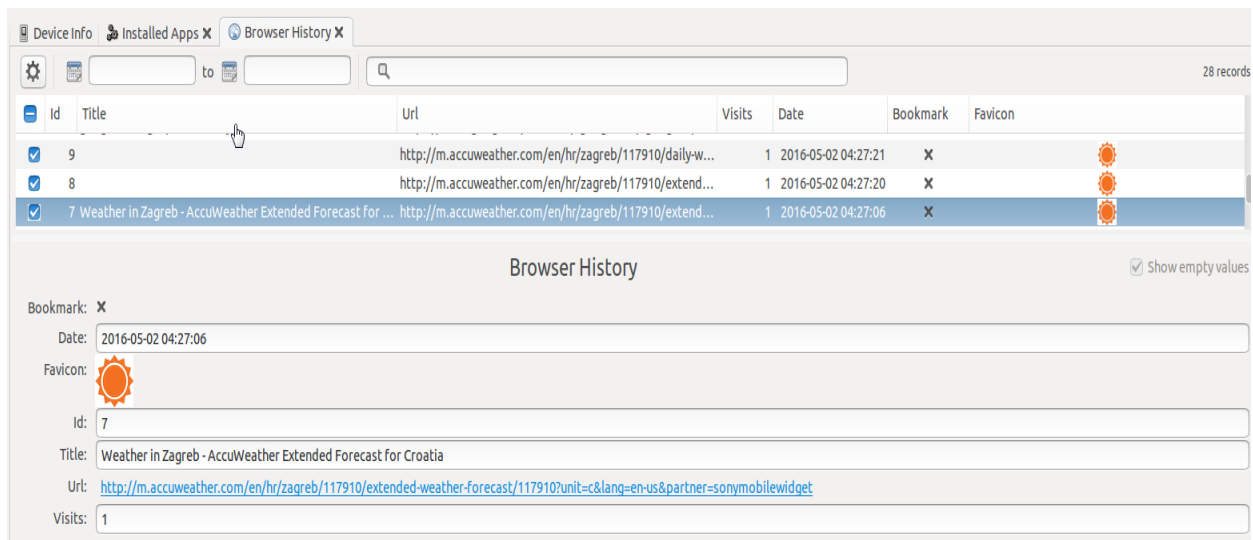 Device Info Installed Apps X Browser History X
to 28 records
Id Title Url Visits Date Bookmark Favicon
9 http://m.accuweather.com/en/hr/zagreb/117910/daily-w... 1 2016-05-02 04:27:21 X
8 http://m.accuweather.com/en/hr/zagreb/117910/extend... 1 2016-05-02 04:27:20 X
7 Weather in Zagreb - AccuWeather Extended Forecast for ... http://m.accuweather.com/en/hr/zagreb/117910/extend... 1 2016-05-02 04:27:06 X
Browser History Show empty values
Bookmark: X
Date: 2016-05-02 04:27:06
Favicon:
Id: 7
Title: Weather in Zagreb - AccuWeather Extended Forecast for Croatia
Url: http://m.accuweather.com/en/hr/zagreb/117910/extended-weather-forecast/117910?unit=c&lang=en-us&partner=sonymobilewidget
Visits: 1